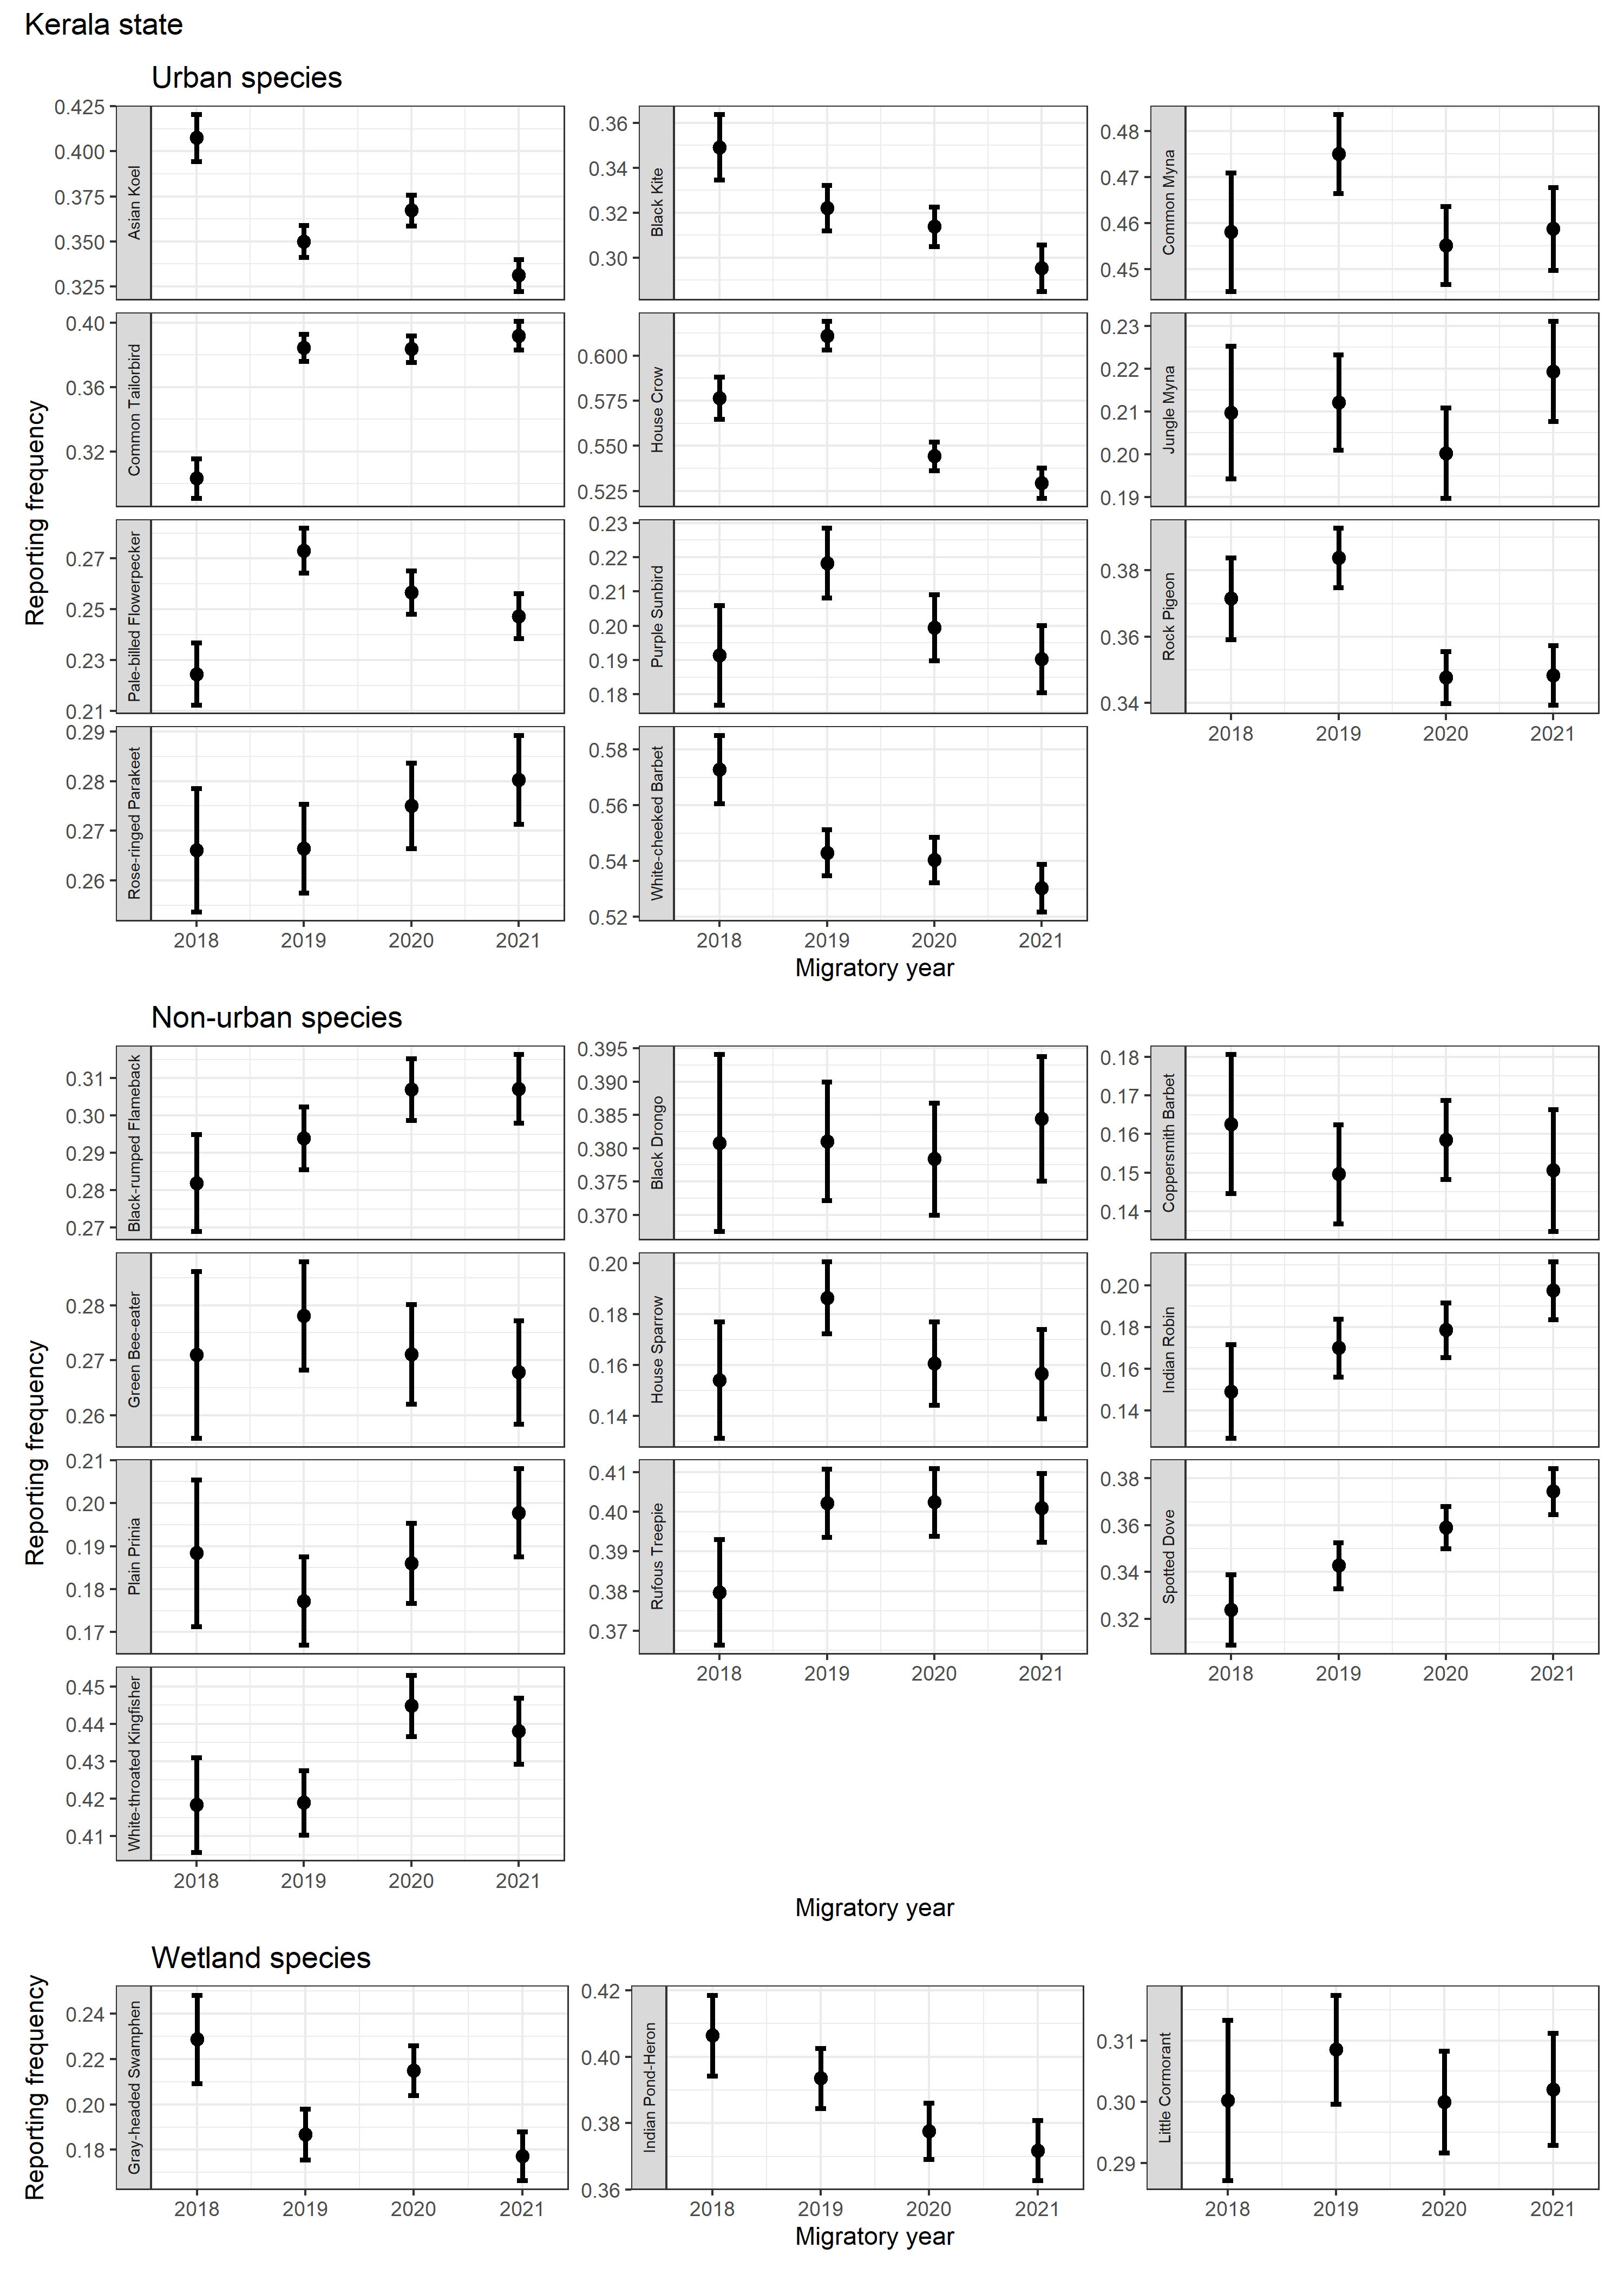 Kerala state
Urban species
Reporting frequency
Asian Koel
0.425
0.400
0.375
0.350
0.325
Black Kite
0.36
0.34
0.32
0.30
Common Myna
0.48
0.47
0.46
0.45
Common Tailorbird
0.40
0.36
0.32
House Crow
0.600
0.575
0.550
0.525
Jungle Myna
0.23
0.22
0.21
0.20
0.19
Pale-billed Flowerpecker
0.27
0.25
0.23
0.21
Purple Sunbird
0.23
0.22
0.21
0.20
0.19
0.18
Rock Pigeon
0.38
0.36
0.34
2018 2019 2020 2021
Rose-ringed Parakeet
0.29
0.28
0.27
0.26
2018 2019 2020 2021
White-cheeked Barbet
0.58
0.56
0.54
0.52
2018 2019 2020 2021
Migratory year
Non-urban species
Reporting frequency
Black-rumped Flameback
0.31
0.30
0.29
0.28
0.27
Black Drongo
0.395
0.390
0.385
0.380
0.375
0.370
Coppersmith Barbet
0.18
0.17
0.16
0.15
0.14
Green Bee-eater
0.28
0.27
0.26
House Sparrow
0.20
0.18
0.16
0.14
Indian Robin
0.20
0.18
0.16
0.14
Plain Prinia
0.21
0.20
0.19
0.18
0.17
Rufous Treepie
0.41
0.40
0.39
0.38
0.37
2018 2019 2020 2021
Spotted Dove
0.38
0.36
0.34
0.32
2018 2019 2020 2021
White-throated Kingfisher
0.45
0.44
0.43
0.42
0.41
2018 2019 2020 2021
Migratory year
Wetland species
Reporting frequency
Gray-headed Swamphen
0.24
0.22
0.20
0.18
2018 2019 2020 2021
Indian Pond-Heron
0.42
0.40
0.38
0.36
2018 2019 2020 2021
Little Cormorant
0.31
0.30
0.29
2018 2019 2020 2021
Migratory year